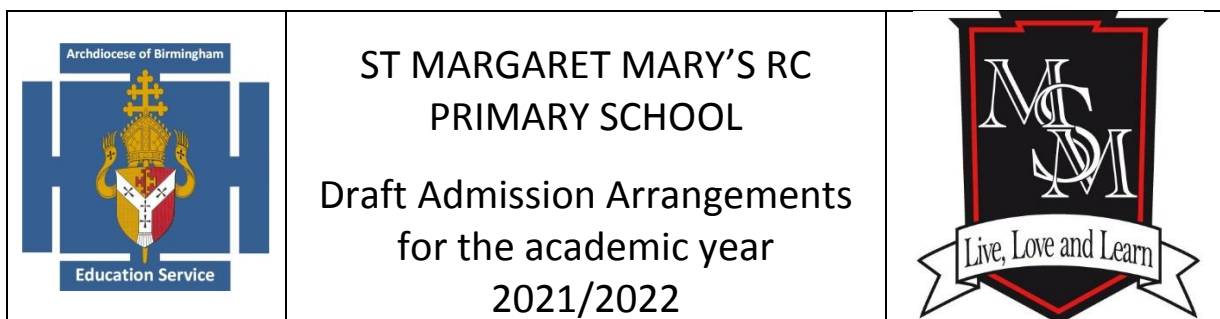 Archdiocese of Birmingham
Education Service
ST MARGARET MARY’S RC
PRIMARY SCHOOL
Draft Admission Arrangements
for the academic year
2021/2022
MSM
Live, Love and Learn